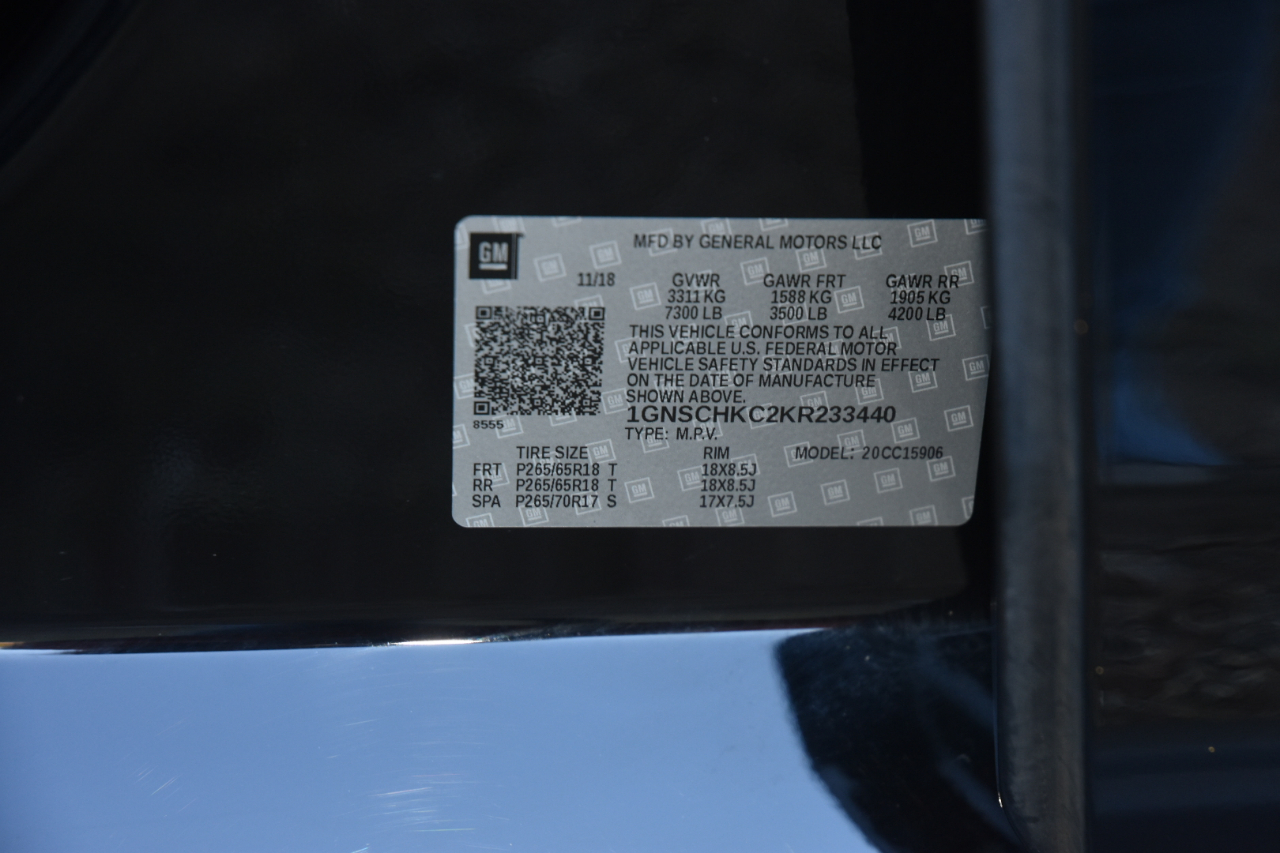 GM
MFD BY GENERAL MOTORS LLC
11/18 GVWR GAWR FRT GAWR RR
3311 KG 1588 KG 1905 KG
7300 LB 3500 LB 4200 LB
THIS VEHICLE CONFORMS TO ALL
APPLICABLE U.S. FEDERAL MOTOR
VEHICLE SAFETY STANDARDS IN EFFECT
ON THE DATE OF MANUFACTURE
SHOWN ABOVE.
1GNSCHKC2KR233440
8555
TYPE: M.P.V.
TIRE SIZE RIM MODEL: 20CC15906
FRT P265/65R18 T 18X8.5J
RR P265/65R18 T 18X8.5J
SPA P265/70R17 S 17X7.5J